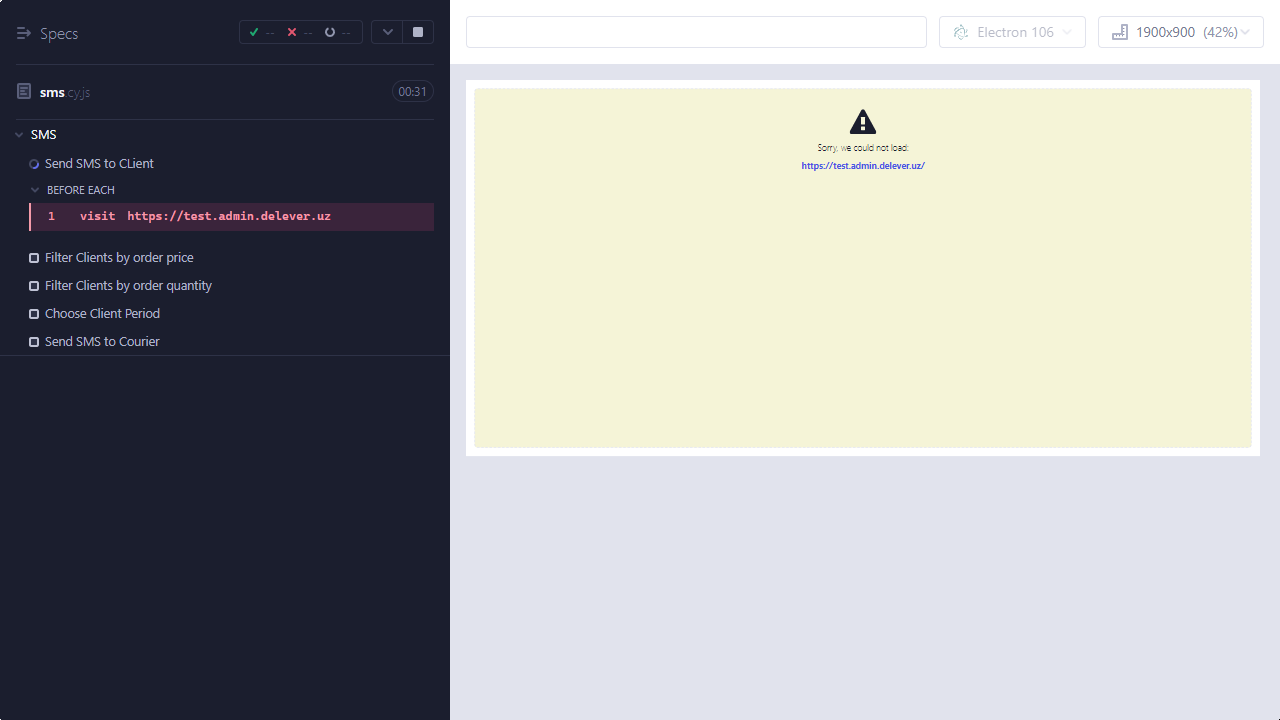 Specs
-- -- --
sms.cy.js
00:31
SMS
Send SMS to CLient
BEFORE EACH
1 visit https://test.admin.delever.uz
Filter Clients by order price
Filter Clients by order quantity
Choose Client Period
Send SMS to Courier
Electron 106
1900x900 (42%)
Sorry, we could not load:
https://test.admin.delever.uz/